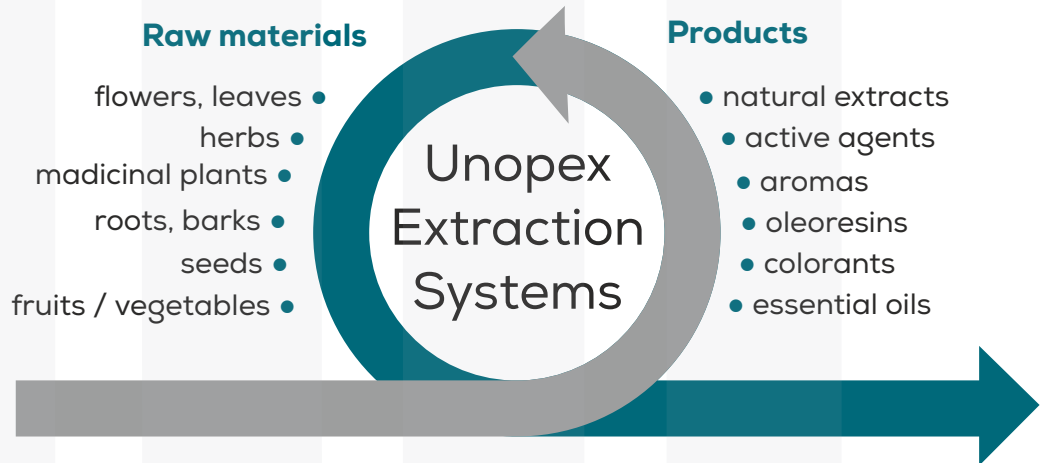 Raw materials
flowers, leaves
herbs
madicinal plants
roots, barks
seeds
fruits / vegetables
Unopex
Extraction
Systems
Products
natural extracts
active agents
aromas
oleoresins
colorants
essential oils